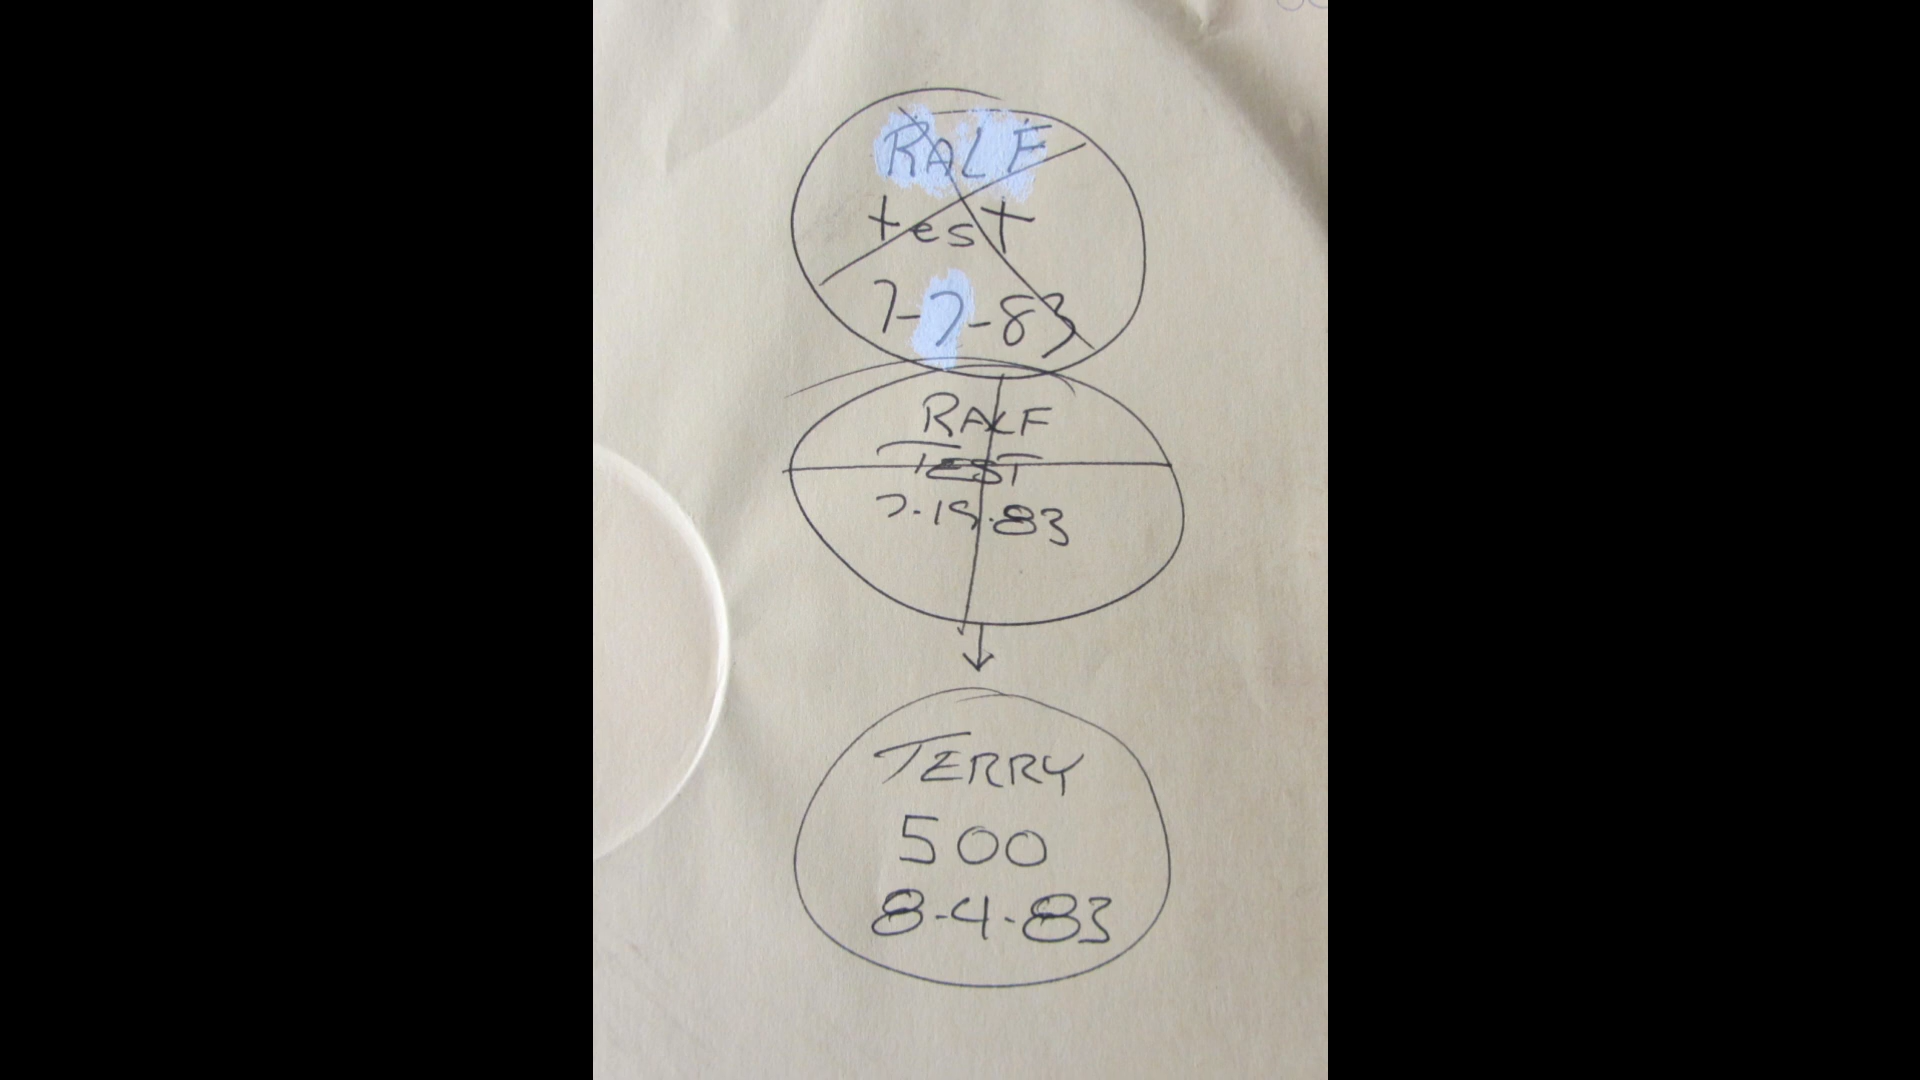 RALF
test
7-7-83
RALF
TEST
7.19.83
TERRY
500
8-4-83